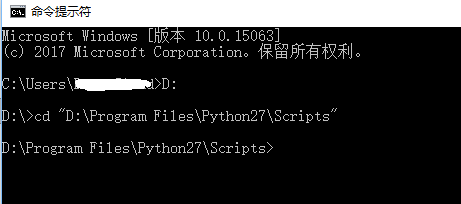 命令提示符
Microsoft Windows [版本 10.0.15063]
(c) 2017 Microsoft Corporation。保留所有权利。
C:\Users\>D:
D:\>cd "D:\Program Files\Python27\Scripts"
D:\Program Files\Python27\Scripts>